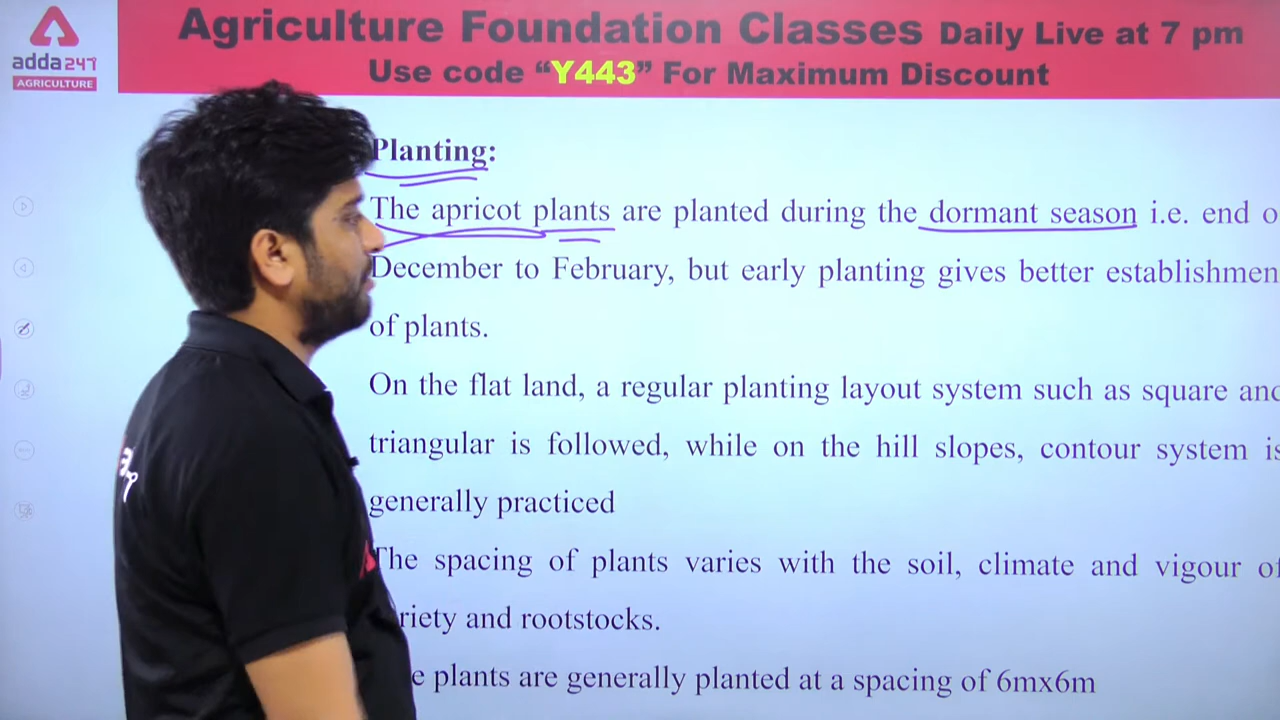 Agriculture Foundation Classes Daily Live at 7 pm
Use code “Y443” For Maximum Discount
adda247
AGRICULTURE
Planting:
The apricot plants are planted during the dormant season i.e. end o
December to February, but early planting gives better establishmen
of plants.
On the flat land, a regular planting layout system such as square and
triangular is followed, while on the hill slopes, contour system is
generally practiced
The spacing of plants varies with the soil, climate and vigour of
riety and rootstocks.
e plants are generally planted at a spacing of 6mx6m